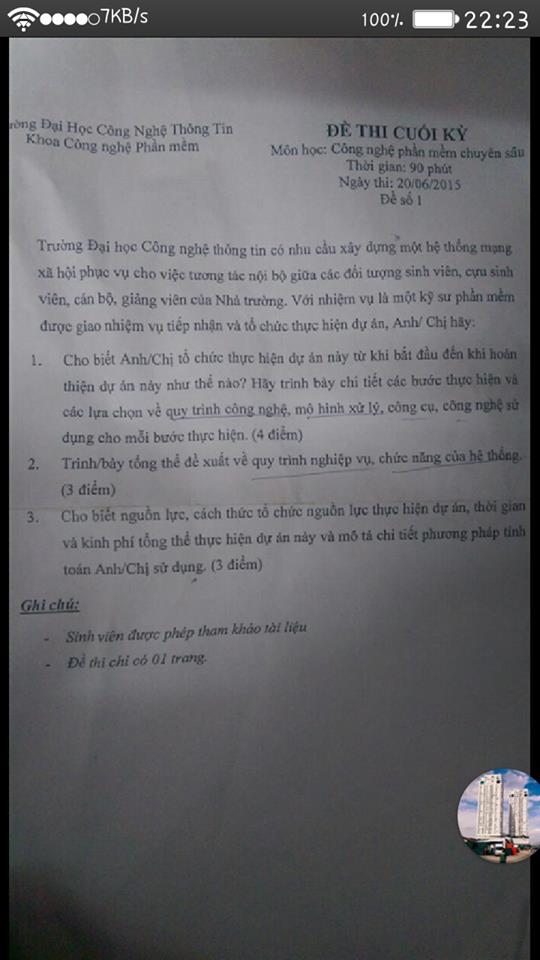 7KB/s
100% 22:23
ường Đại Học Công Nghệ Thông Tin
Khoa Công nghệ Phần mềm
ĐỀ THI CUỐI KỲ
Môn học: Công nghệ phần mềm chuyên sâu
Thời gian: 90 phút
Ngày thi: 20/06/2015
Đề số 1
Trường Đại học Công nghệ thông tin có nhu cầu xây dựng một hệ thống mạng
xã hội phục vụ cho việc tương tác nội bộ giữa các đối tượng sinh viên, cựu sinh
viên, cán bộ, giảng viên của Nhà trường. Với nhiệm vụ là một kỹ sư phần mềm
được giao nhiệm vụ tiếp nhận và tổ chức thực hiện dự án, Anh/ Chị hãy:
1. Cho biết Anh/Chị tổ chức thực hiện dự án này từ khi bắt đầu đến khi hoàn
thiện dự án này như thế nào? Hãy trình bày chi tiết các bước thực hiện và
các lựa chọn về quy trình công nghệ, mô hình xử lý, công cụ, công nghệ sử
dụng cho mỗi bước thực hiện. (4 điểm)
2. Trình/bày tổng thể đề xuất về quy trình nghiệp vụ, chức năng của hệ thống.
(3 điểm)
3. Cho biết nguồn lực, cách thức tổ chức nguồn lực thực hiện dự án, thời gian
và kinh phí tổng thể thực hiện dự án này và mô tả chi tiết phương pháp tính
toán Anh/Chị sử dụng. (3 điểm)
Ghi chú:
- Sinh viên được phép tham khảo tài liệu
- Đề thi chỉ có 01 trang.